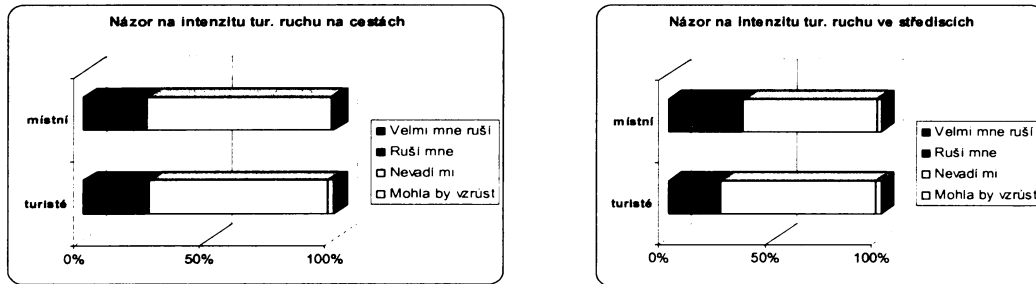 Názor na intenzitu tur. ruchu na cestách
místní
turisté
0%
50%
100%
Velmi mne ruší
Ruší mne
Nevadí mi
Mohla by vzrúst
Názor na intenzitu tur. ruchu ve střediscích
místní
turisté
0%
50%
100%
Velmi mne ruší
Ruší mne
Nevadí mi
Mohla by vzrúst